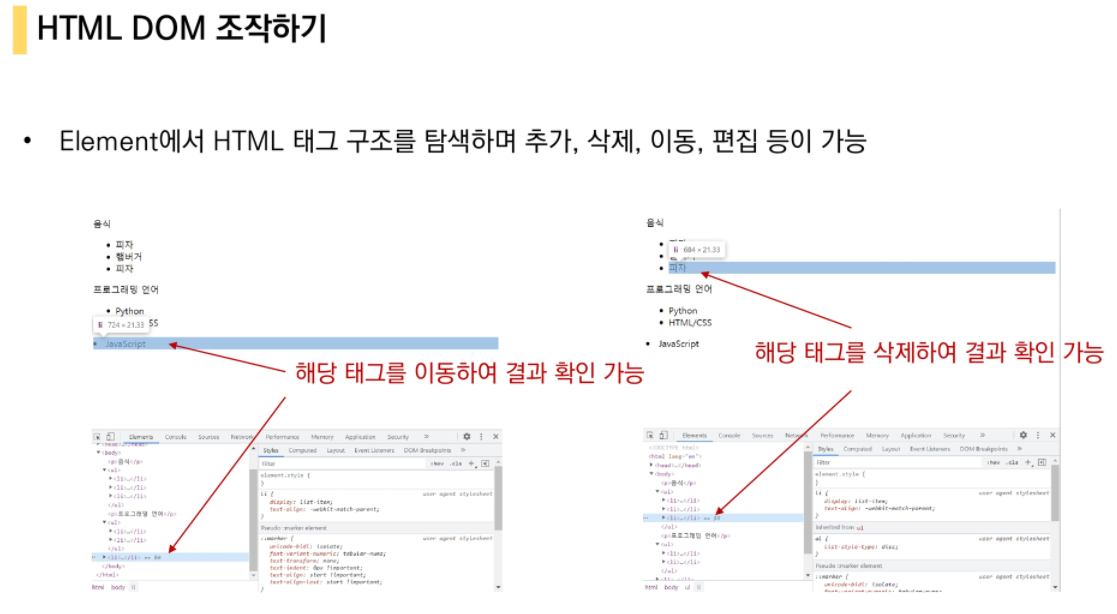 HTML DOM 조작하기
• Element에서 HTML 태그 구조를 탐색하며 추가, 삭제, 이동, 편집 등이 가능
음식
• 피자
• 햄버거
• 피자
프로그래밍 언어
• Python
SS
li 724 × 21.33
• JavaScript
해당 태그를 이동하여 결과 확인 가능
Elements Console Sources Network Performance Memory Application Security »
<body>
<p>음식</p>
<ul>
<li>…</li>
<li>…</li>
<li>…</li>
</ul>
<p>프로그래밍 언어</p>
<ul>
<li>…</li>
<li>…</li>
</ul>
<li>…</li> == $0
</body>
</html>
html body li
Styles Computed Layout Event Listeners DOM Breakpoints »
Filter :hov .cls +
element.style {
}
li { user agent stylesheet
display: list-item;
text-align: -webkit-match-parent;
}
Pseudo ::marker element
::marker { user agent stylesheet
unicode-bidi: isolate;
font-variant-numeric: tabular-nums;
text-transform: none;
text-indent: 0px !important;
text-align: start !important;
text-align-last: start !important;
}
음식
li 684 × 21.33
• 피자
프로그래밍 언어
• Python
• HTML/CSS
• JavaScript
해당 태그를 삭제하여 결과 확인 가능
Elements Console Sources Network Performance Memory Application Security »
<!DOCTYPE html>
<html lang="en">
<head>…</head>
<body>
<p>음식</p>
<ul>
<li>…</li>
<li>…</li>
<li>…</li> == $0
</ul>
<p>프로그래밍 언어</p>
<ul>
<li>…</li>
<li>…</li>
</ul>
<li>…</li>
html body ul li
Styles Computed Layout Event Listeners DOM Breakpoints »
Filter :hov .cls +
element.style {
}
li { user agent stylesheet
display: list-item;
text-align: -webkit-match-parent;
}
Inherited from ul
ul { user agent stylesheet
list-style-type: disc;
}
Pseudo ::marker element
::marker { user agent stylesheet
unicode-bidi: isolate;
font-variant-numeric: tabular-nums;